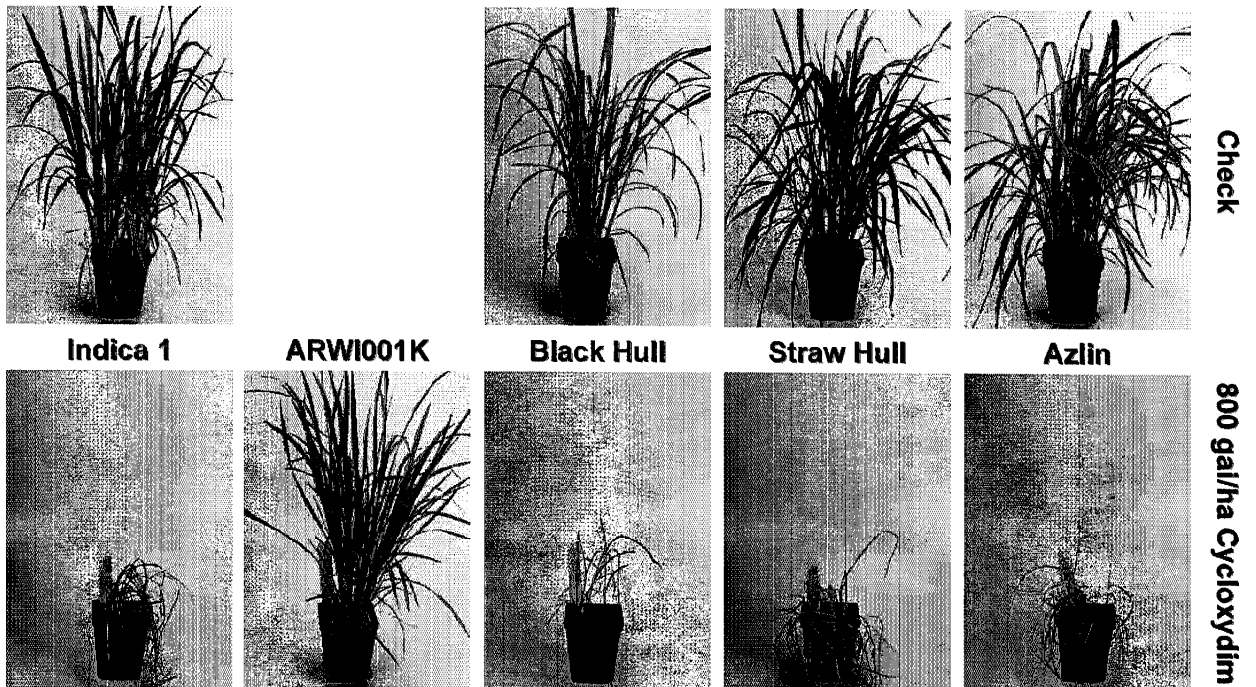 Check
Indica 1
ARWI001K
Black Hull
Straw Hull
Azlin
800 gai/ha Cycloxydim